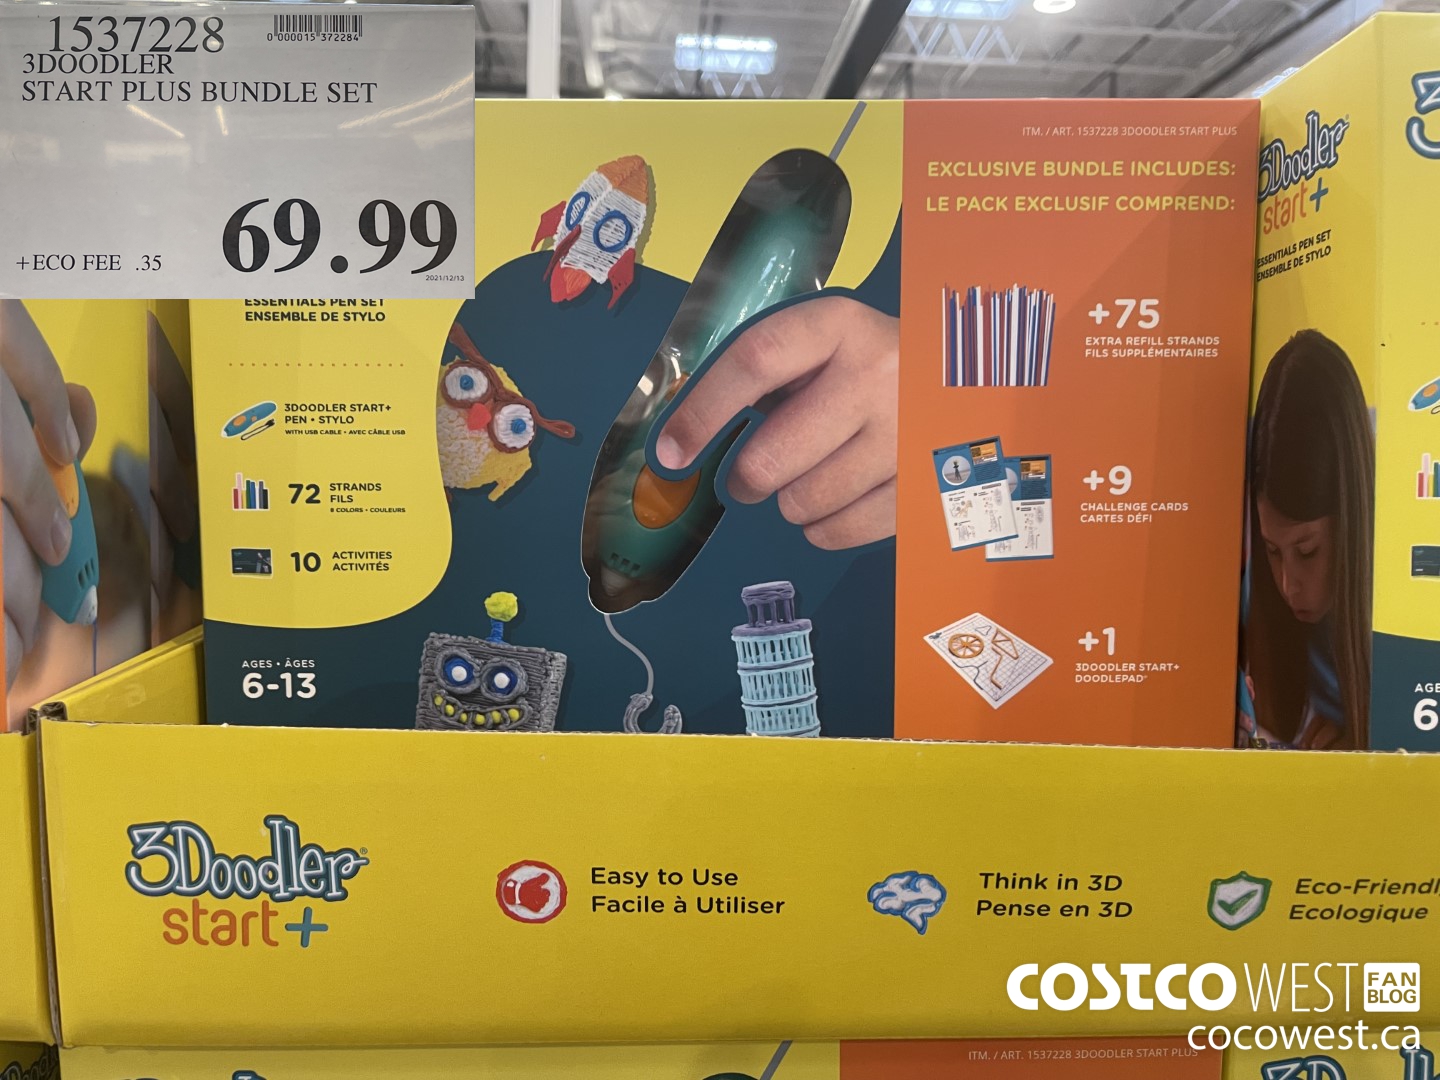 1537228
0"000015"372284"
3DOODLER
START PLUS BUNDLE SET
69.99
+ECO FEE .35
2021/12/13
ESSENTIALS PEN SET
ENSEMBLE DE STYLO
3DOODLER START+
PEN • STYLO
WITH USB CABLE • AVEC CÂBLE USB
72 STRANDS
FILS
8 COLORS • COULEURS
10 ACTIVITIES
ACTIVITÉS
AGES • ÂGES
6-13
ITM. / ART. 1537228 3DOODLER START PLUS
EXCLUSIVE BUNDLE INCLUDES:
LE PACK EXCLUSIF COMPREND:
+75
EXTRA REFILL STRANDS
FILS SUPPLÉMENTAIRES
+9
CHALLENGE CARDS
CARTES DÉFI
+1
3DOODLER START+
DOODLEPAD®
3Doodler®
start+
ESSENTIALS PEN SET
ENSEMBLE DE STYLO
AGE
6
3Doodler®
start+
Easy to Use
Facile à Utiliser
Think in 3D
Pense en 3D
Eco-Friendly
Ecologique
COSTCO WEST FAN BLOG
cocowest.ca
ITM. / ART. 1537228 3DOODLER START PLUS